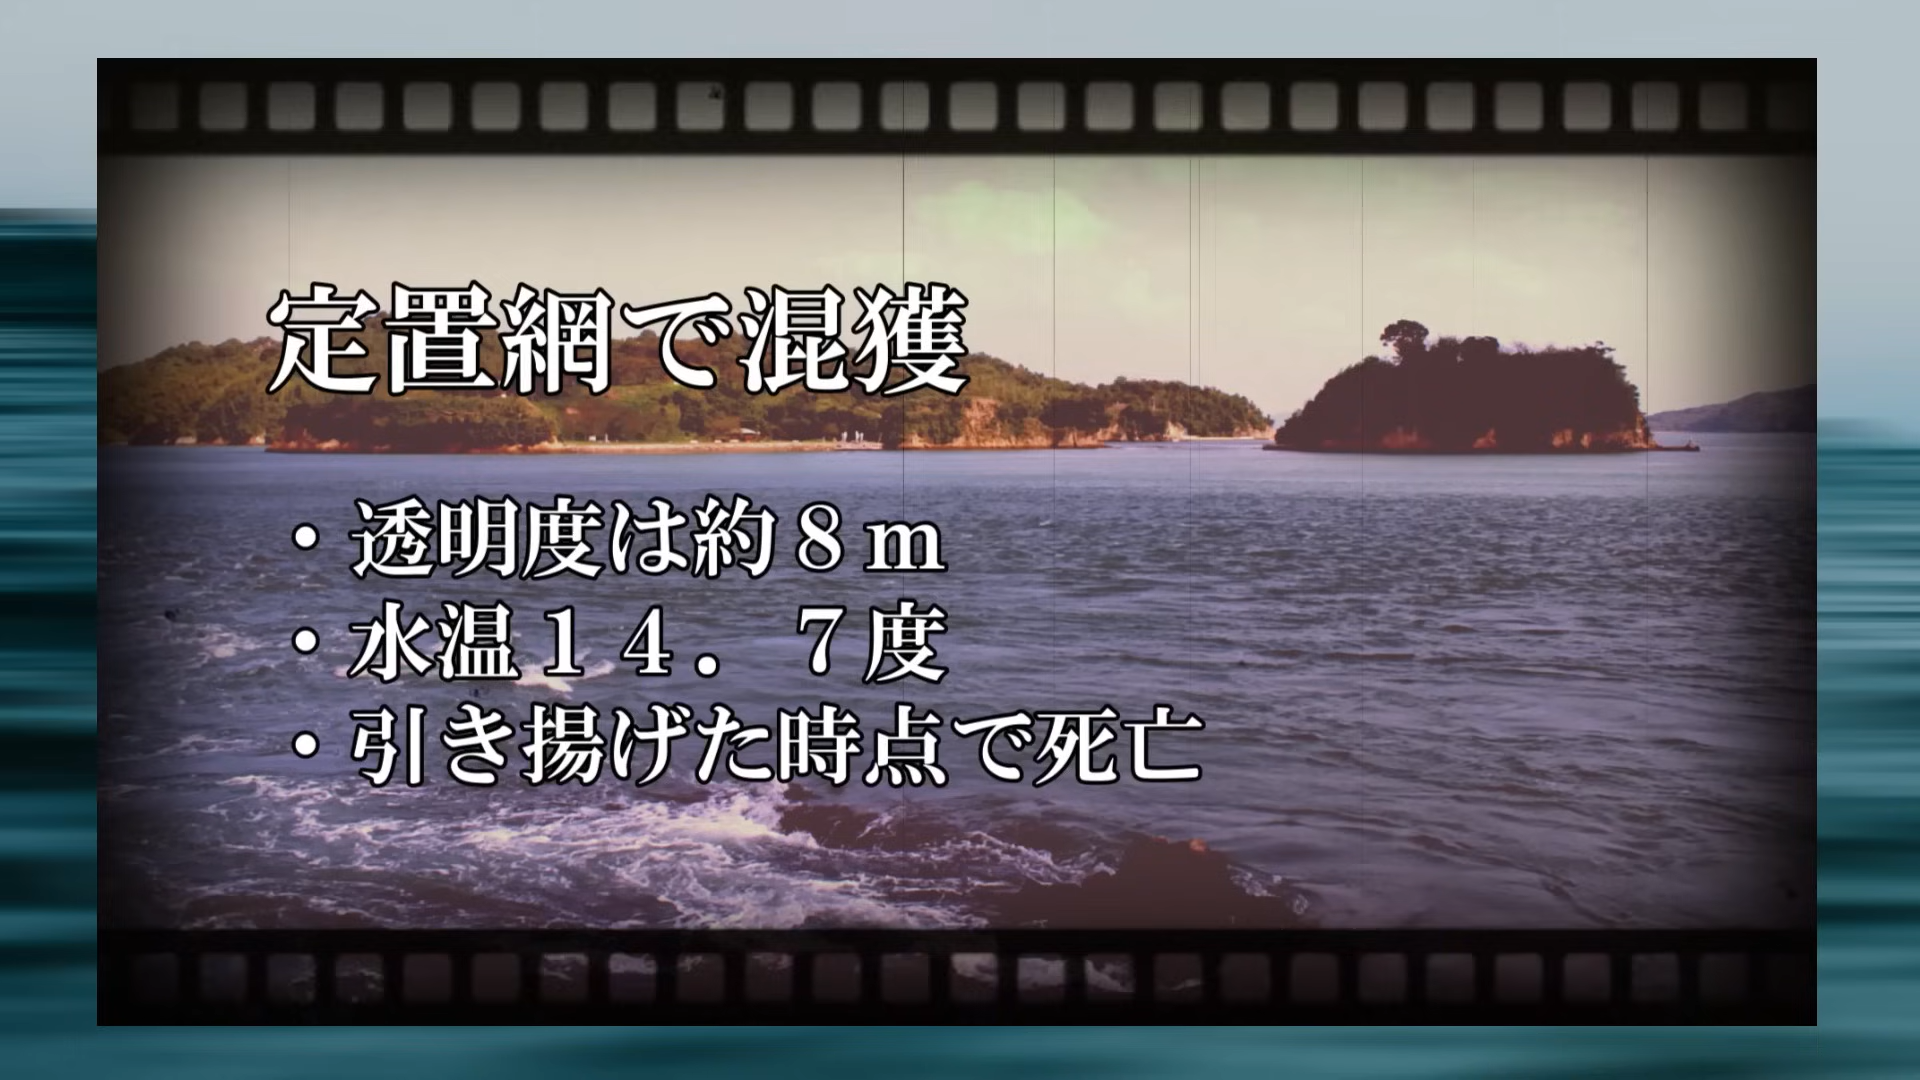 定置網で混獲
・透明度は約８ｍ
・水温１４．７度
・引き揚げた時点で死亡